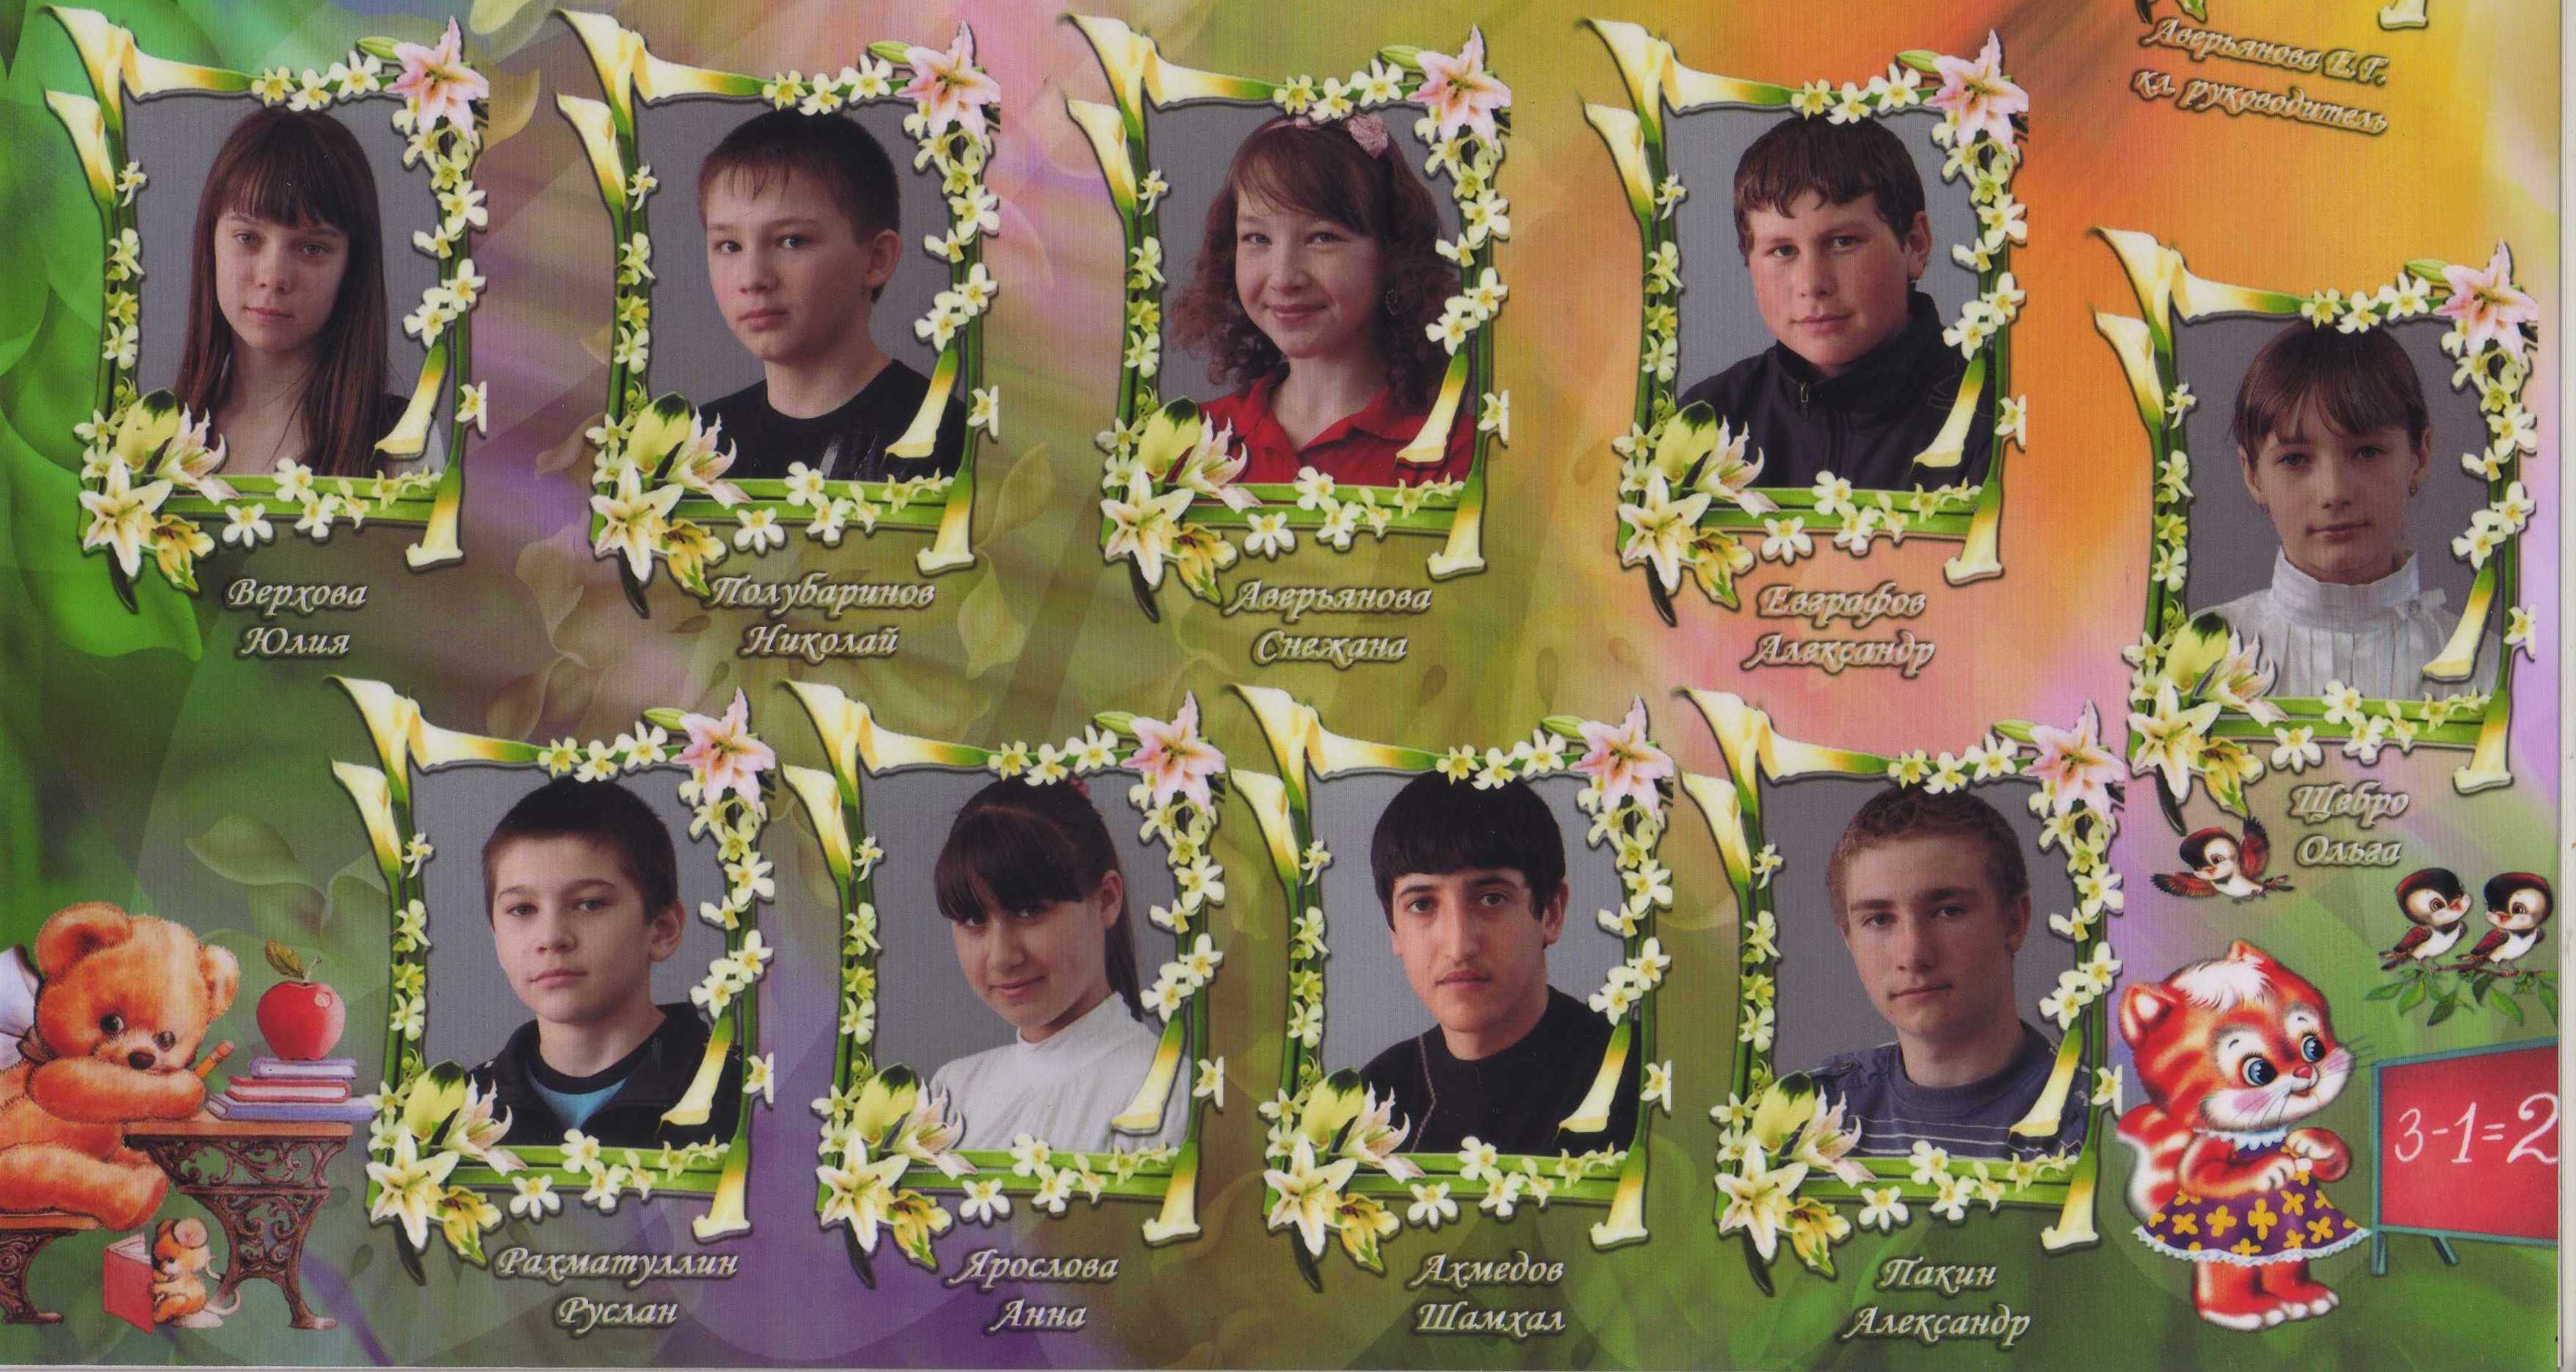 Аверьянова Е.Г.
кл. руководитель
Верхова
Юлия
Полубаринов
Николай
Аверьянова
Снежана
Евграфов
Александр
Щебро
Ольга
Рахматуллин
Руслан
Ярослова
Анна
Ахмедов
Шамхал
Пакин
Александр
3-1=2